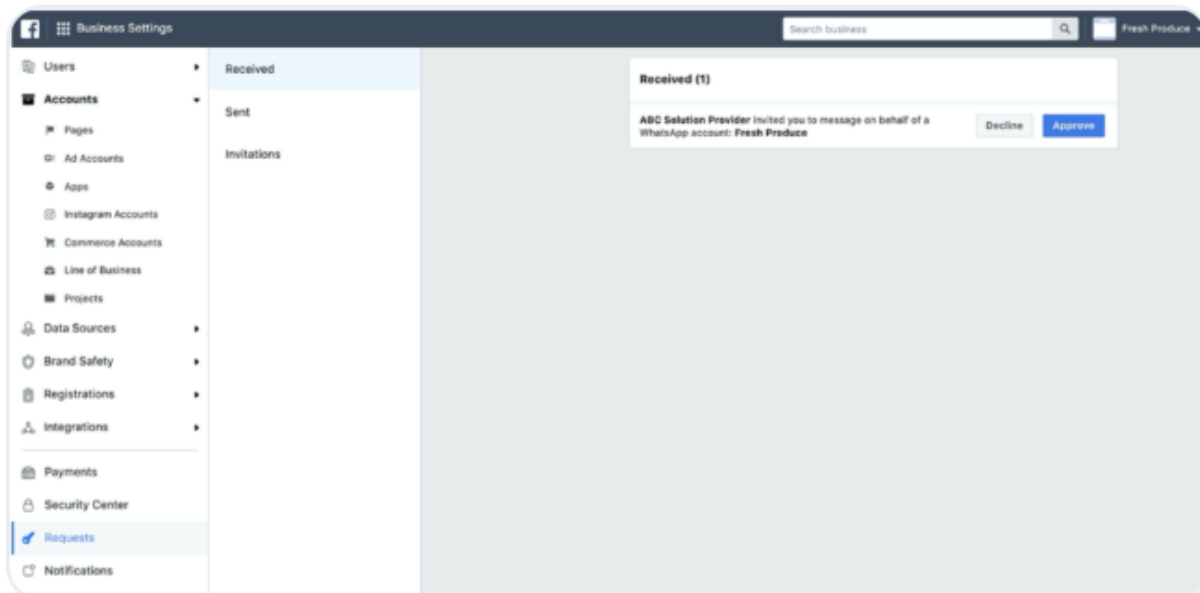 Business Settings
Search business
Fresh Produce
Users
Accounts
Pages
Ad Accounts
Apps
Instagram Accounts
Commerce Accounts
Line of Business
Projects
Data Sources
Brand Safety
Registrations
Integrations
Payments
Security Center
Requests
Notifications
Received
Sent
Invitations
Received (1)
ABC Solution Provider invited you to message on behalf of a
WhatsApp account: Fresh Produce
Decline
Approve